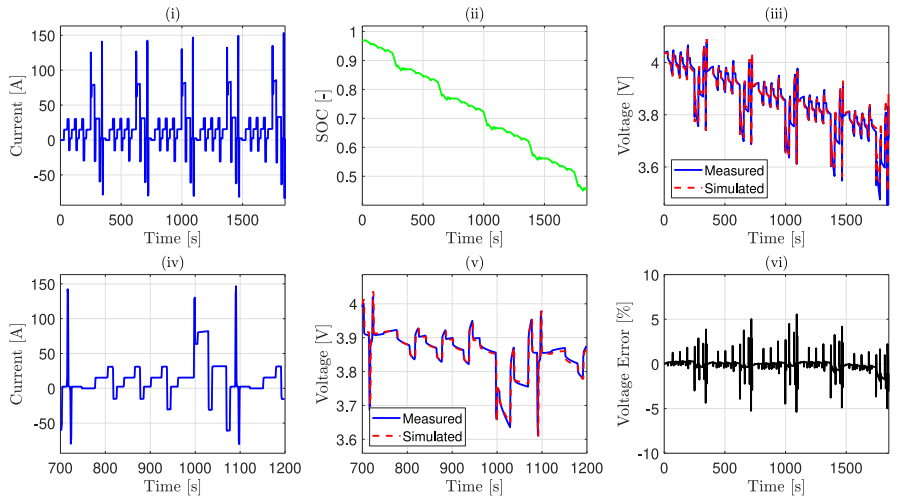 (i)
Current [A]
150
100
50
0
-50
0 500 1000 1500
Time [s]
(ii)
SOC [-]
1
0.9
0.8
0.7
0.6
0.5
0 500 1000 1500
Time [s]
(iii)
Voltage [V]
4
3.8
3.6
Measured
Simulated
0 500 1000 1500
Time [s]
(iv)
Current [A]
150
100
50
0
-50
700 800 900 1000 1100 1200
Time [s]
(v)
Voltage [V]
4
3.9
3.8
3.7
3.6
Measured
Simulated
700 800 900 1000 1100 1200
Time [s]
(vi)
Voltage Error [%]
10
5
0
-5
-10
0 500 1000 1500
Time [s]